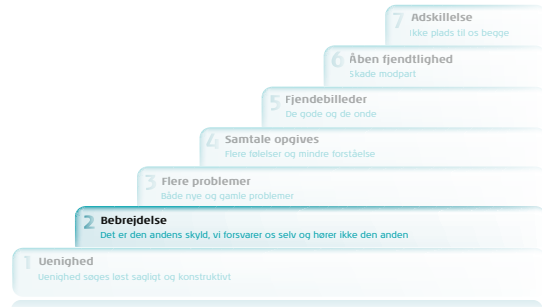 7 Adskillelse
Ikke plads til os begge
6 Åben fjendtlighed
Skade modpart
5 Fjendebilleder
De gode og de onde
4 Samtale opgives
Flere følelser og mindre forståelse
3 Flere problemer
Både nye og gamle problemer
2 Bebrejdelse
Det er den andens skyld, vi forsvarer os selv og hører ikke den anden
1 Uenighed
Uenighed søges løst sagligt og konstruktivt